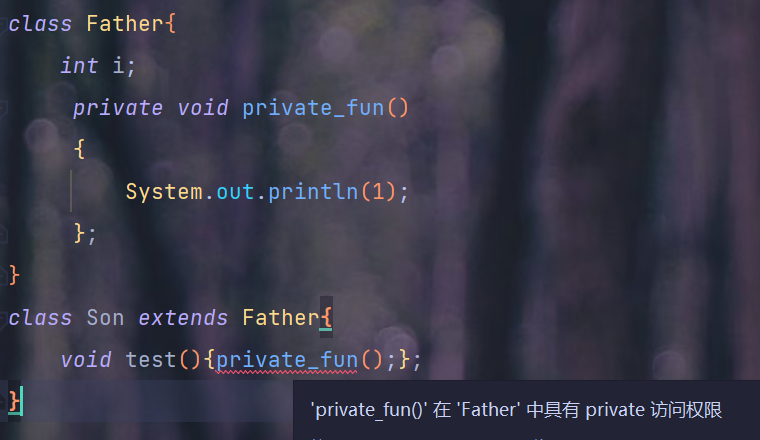 class Father{
    int i;
     private void private_fun()
     {
         System.out.println(1);
     };
}
class Son extends Father{
    void test(){private_fun();};
}
'private_fun()' 在 'Father' 中具有 private 访问权限